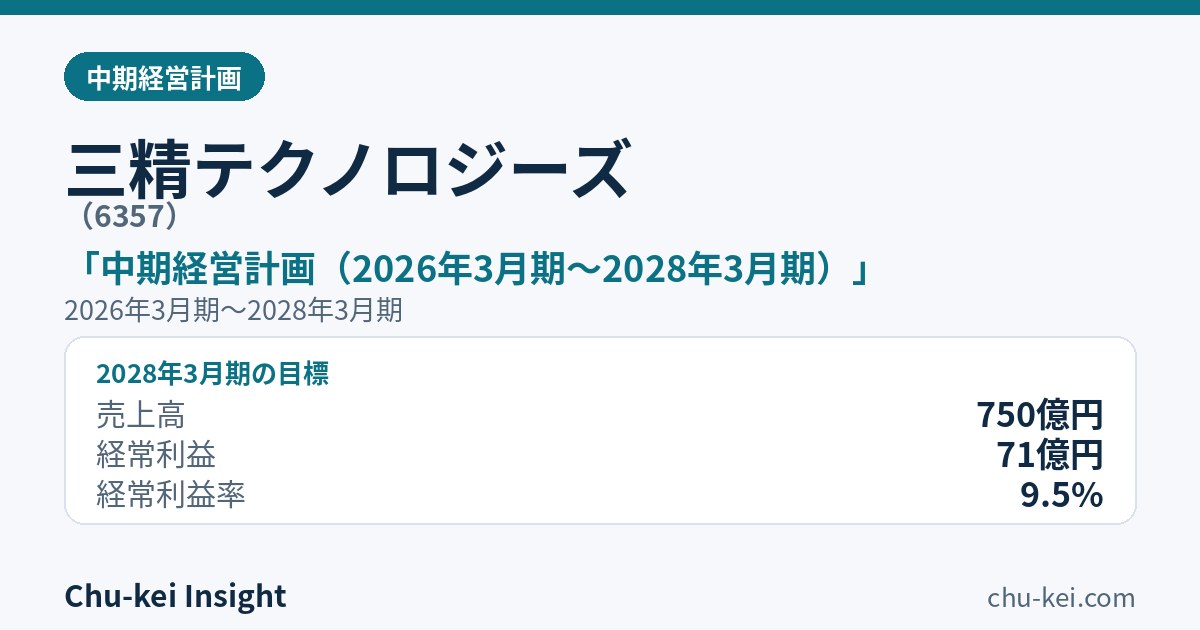 中期経営計画
三精テクノロジーズ
（6357）
「中期経営計画（2026年3月期〜2028年3月期）」
2026年3月期〜2028年3月期
2028年3月期の目標
売上高 750億円
経常利益 71億円
経常利益率 9.5%
Chu-kei Insight chu-kei.com